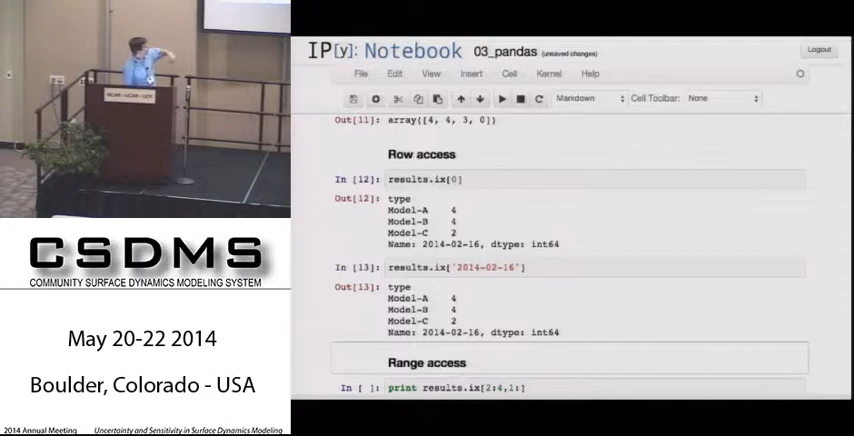 NCAR - UCAR - UOP
CSDMS
COMMUNITY SURFACE DYNAMICS MODELING SYSTEM
May 20-22 2014
Boulder, Colorado - USA
2014 Annual Meeting Uncertainty and Sensitivity in Surface Dynamics Modeling
IP[y]: Notebook 03_pandas (unsaved changes) Logout
File Edit View Insert Cell Kernel Help
Markdown Cell Toolbar: None
Out[11]: array([4, 4, 3, 0])
Row access
In [12]: results.ix[0]
Out[12]: type
Model-A 4
Model-B 4
Model-C 2
Name: 2014-02-16, dtype: int64
In [13]: results.ix['2014-02-16']
Out[13]: type
Model-A 4
Model-B 4
Model-C 2
Name: 2014-02-16, dtype: int64
Range access
In [ ]: print results.ix[2:4,1:]